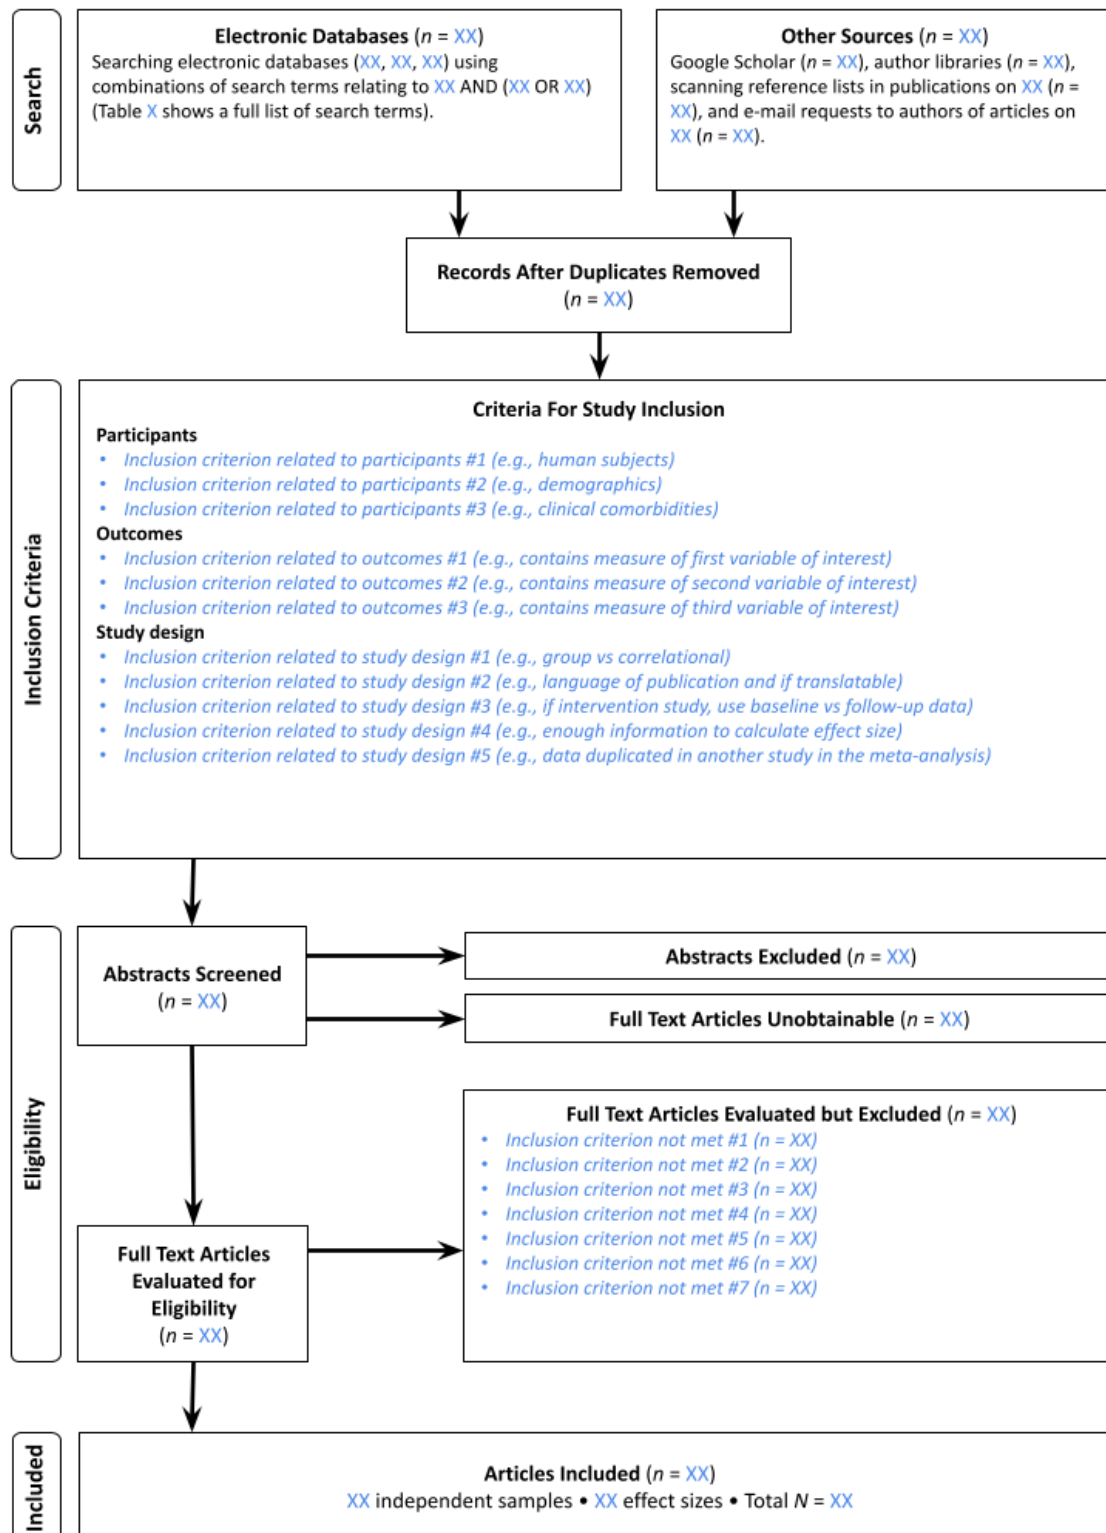 Search
Electronic Databases (n = XX)
Searching electronic databases (XX, XX, XX) using
combinations of search terms relating to XX AND (XX OR XX)
(Table X shows a full list of search terms).
Other Sources (n = XX)
Google Scholar (n = XX), author libraries (n = XX),
scanning reference lists in publications on XX (n =
XX), and e-mail requests to authors of articles on
XX (n = XX).
Records After Duplicates Removed
(n = XX)
Inclusion Criteria
Criteria For Study Inclusion
Participants
• Inclusion criterion related to participants #1 (e.g., human subjects)
• Inclusion criterion related to participants #2 (e.g., demographics)
• Inclusion criterion related to participants #3 (e.g., clinical comorbidities)
Outcomes
• Inclusion criterion related to outcomes #1 (e.g., contains measure of first variable of interest)
• Inclusion criterion related to outcomes #2 (e.g., contains measure of second variable of interest)
• Inclusion criterion related to outcomes #3 (e.g., contains measure of third variable of interest)
Study design
• Inclusion criterion related to study design #1 (e.g., group vs correlational)
• Inclusion criterion related to study design #2 (e.g., language of publication and if translatable)
• Inclusion criterion related to study design #3 (e.g., if intervention study, use baseline vs follow-up data)
• Inclusion criterion related to study design #4 (e.g., enough information to calculate effect size)
• Inclusion criterion related to study design #5 (e.g., data duplicated in another study in the meta-analysis)
Eligibility
Abstracts Screened
(n = XX)
Abstracts Excluded (n = XX)
Full Text Articles Unobtainable (n = XX)
Full Text Articles Evaluated but Excluded (n = XX)
• Inclusion criterion not met #1 (n = XX)
• Inclusion criterion not met #2 (n = XX)
• Inclusion criterion not met #3 (n = XX)
• Inclusion criterion not met #4 (n = XX)
• Inclusion criterion not met #5 (n = XX)
• Inclusion criterion not met #6 (n = XX)
• Inclusion criterion not met #7 (n = XX)
Full Text Articles
Evaluated for
Eligibility
(n = XX)
Included
Articles Included (n = XX)
XX independent samples • XX effect sizes • Total N = XX